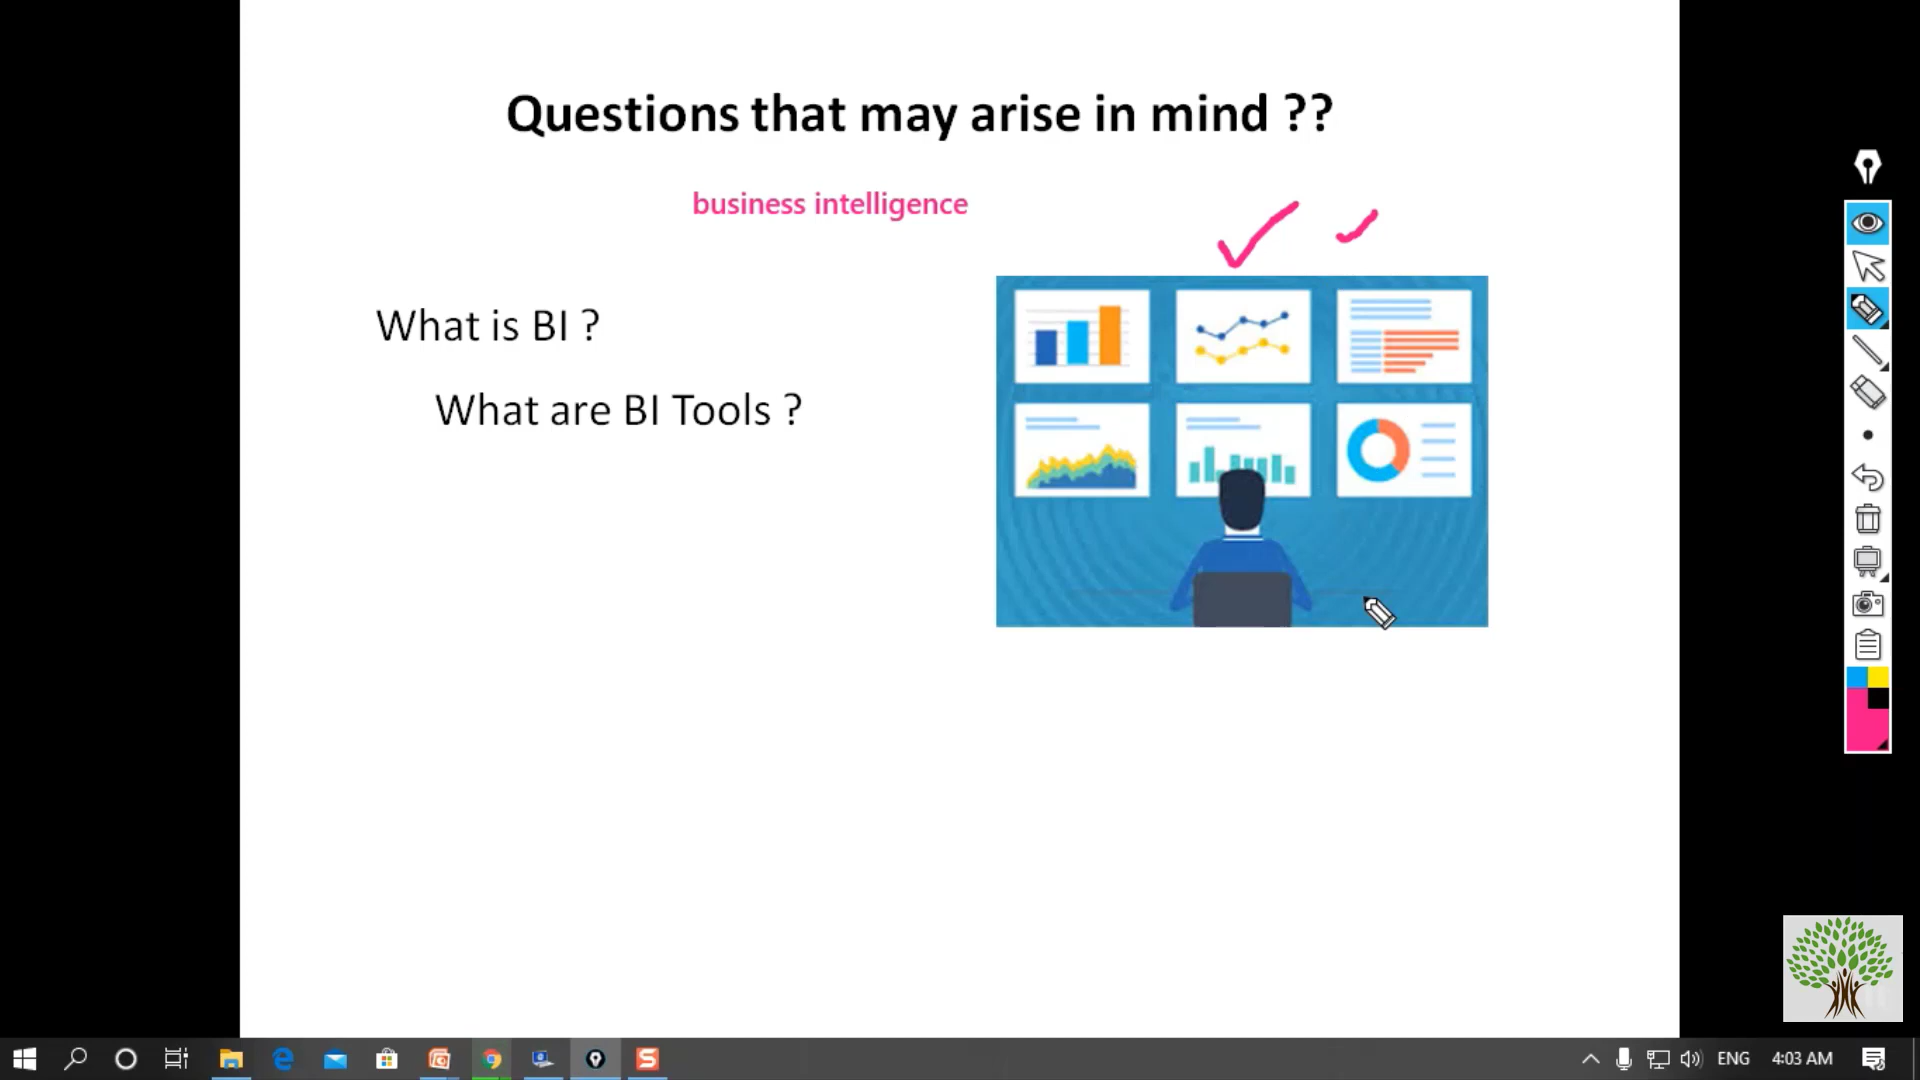 Questions that may arise in mind ??
business intelligence
What is BI ?
What are BI Tools ?
ENG
4:03 AM